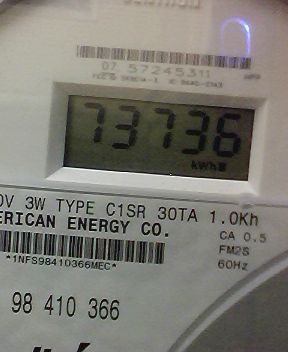 07 57245311
73736
kWh
0V 3W TYPE C1SR 30TA 1.0Kh
ERICAN ENERGY CO.
CA 0.5
FM2S
*1NFS98410366MEC*
60Hz
98 410 366